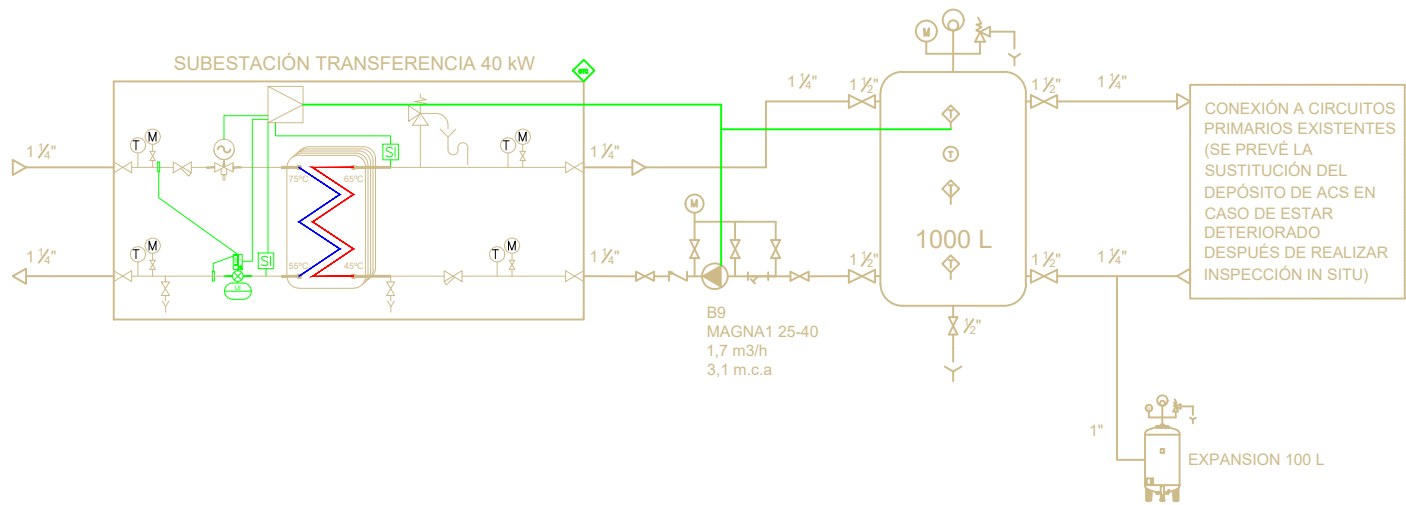 SUBESTACIÓN TRANSFERENCIA 40 kW
M
1 ¼"
1 ½"
1 ½"
1 ¼"
T
M
SI
T
M
1 ¼"
1 ¼"
75ºC
65ºC
T
CONEXIÓN A CIRCUITOS
PRIMARIOS EXISTENTES
(SE PREVÉ LA
SUSTITUCIÓN DEL
DEPÓSITO DE ACS EN
CASO DE ESTAR
DETERIORADO
DESPUÉS DE REALIZAR
INSPECCIÓN IN SITU)
T
T
M
T
1000 L
T
M
T
M
1 ¼"
SI
55ºC
45ºC
1 ¼"
1 ½"
T
1 ½"
1 ¼"
B9
MAGNA1 25-40
1,7 m3/h
3,1 m.c.a
½"
1"
EXPANSION 100 L